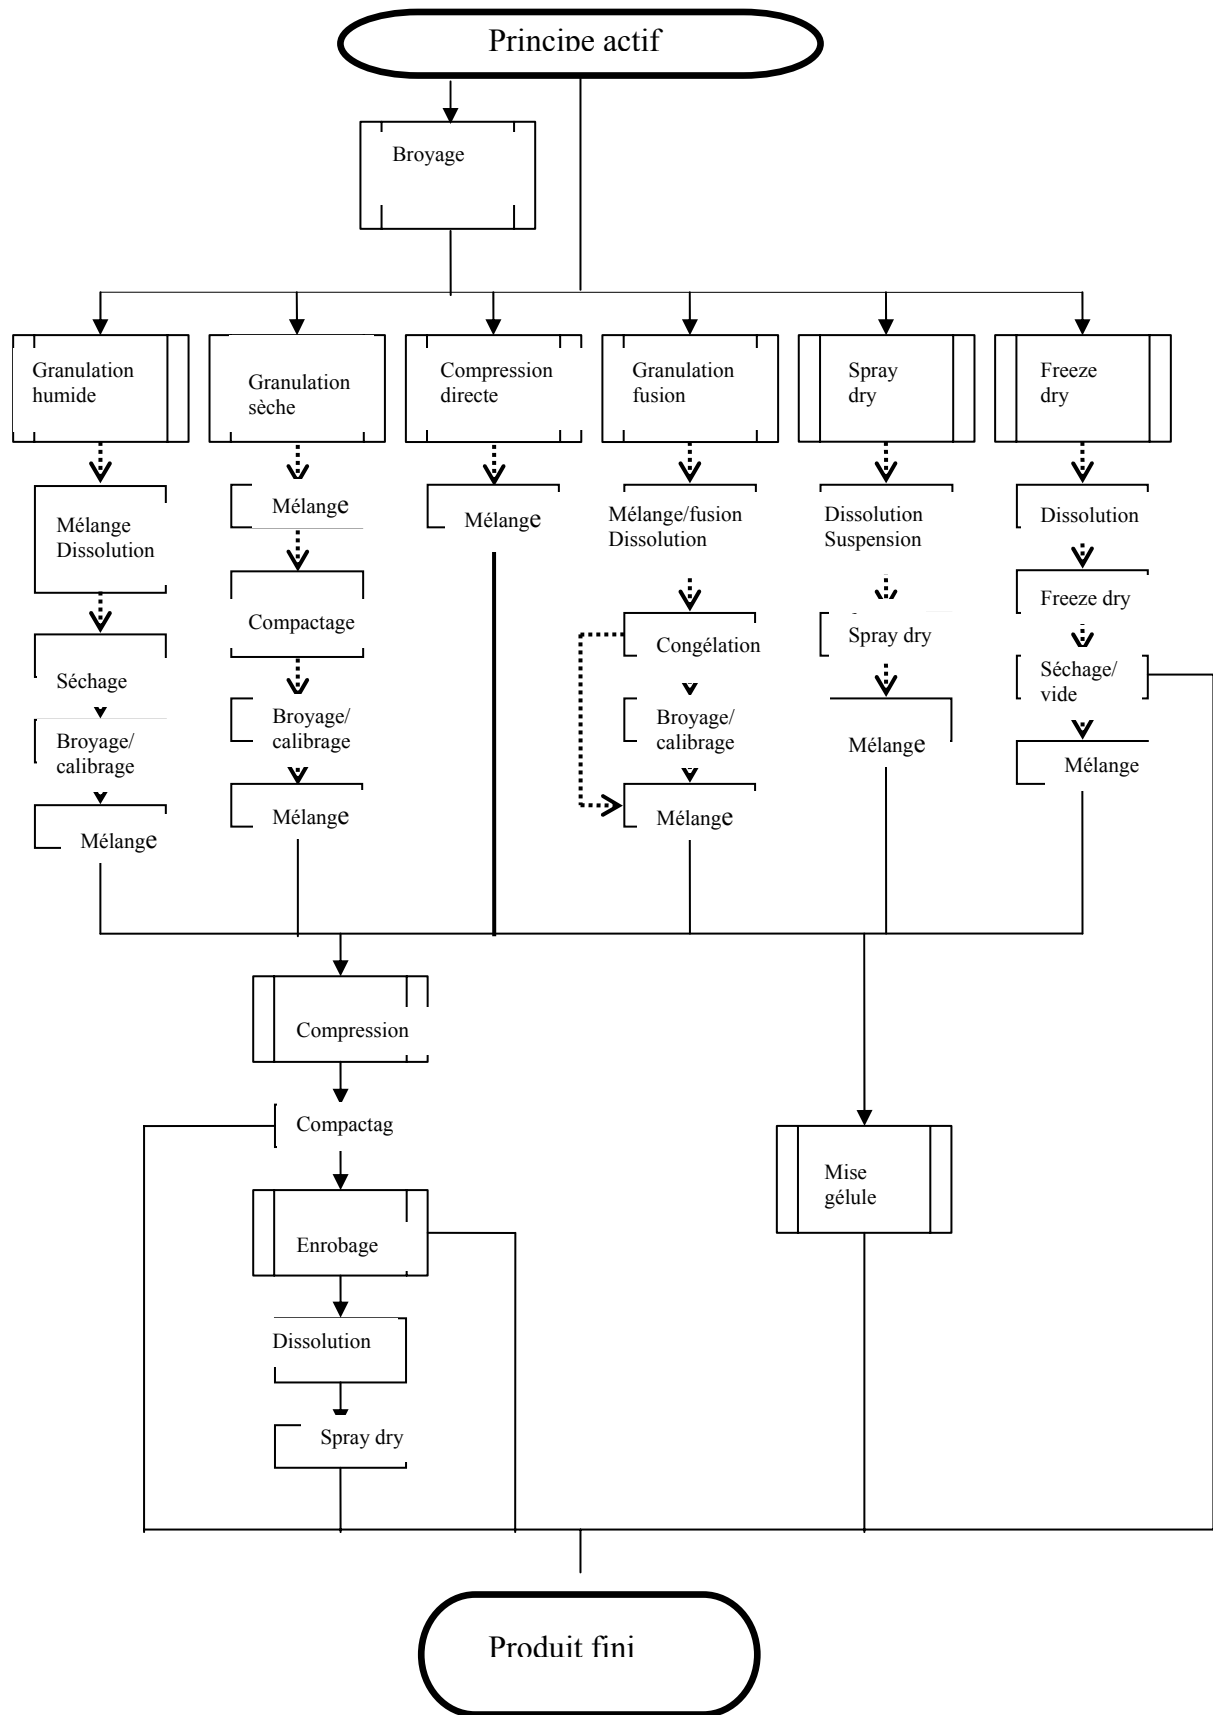 Principe actif
Broyage
Granulation
humide
Granulation
sèche
Compression
directe
Granulation
fusion
Spray
dry
Freeze
dry
Mélange
Dissolution
Séchage
Broyage/
calibrage
Mélange
Mélange
Compactage
Broyage/
calibrage
Mélange
Mélange
Mélange/fusion
Dissolution
Congélation
Broyage/
calibrage
Mélange
Dissolution
Suspension
Spray dry
Mélange
Dissolution
Freeze dry
Séchage/
vide
Mélange
Compression
Compactag
Enrobage
Dissolution
Spray dry
Mise
gélule
Produit fini